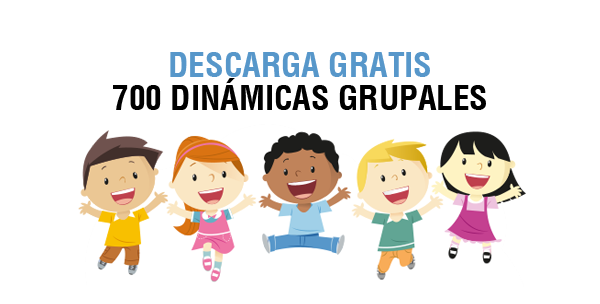 DESCARGA GRATIS
700 DINÁMICAS GRUPALES